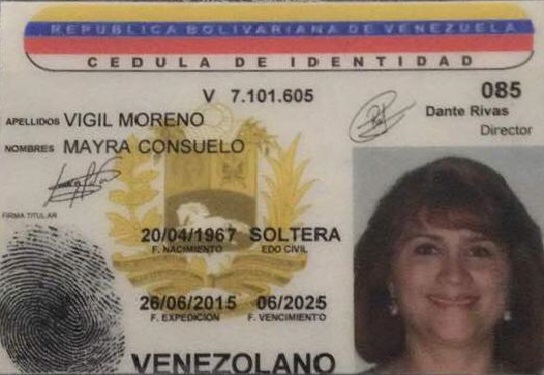 REPUBLICA BOLIVARIANA DE VENEZUELA
CEDULA DE IDENTIDAD
V 7.101.605
085
Dante Rivas
Director
APELLIDOS VIGIL MORENO
NOMBRES MAYRA CONSUELO
FIRMA TITULAR
20/04/1967 SOLTERA
F. NACIMIENTO EDO CIVIL
26/06/2015 06/2025
F. EXPEDICION F. VENCIMIENTO
VENEZOLANO